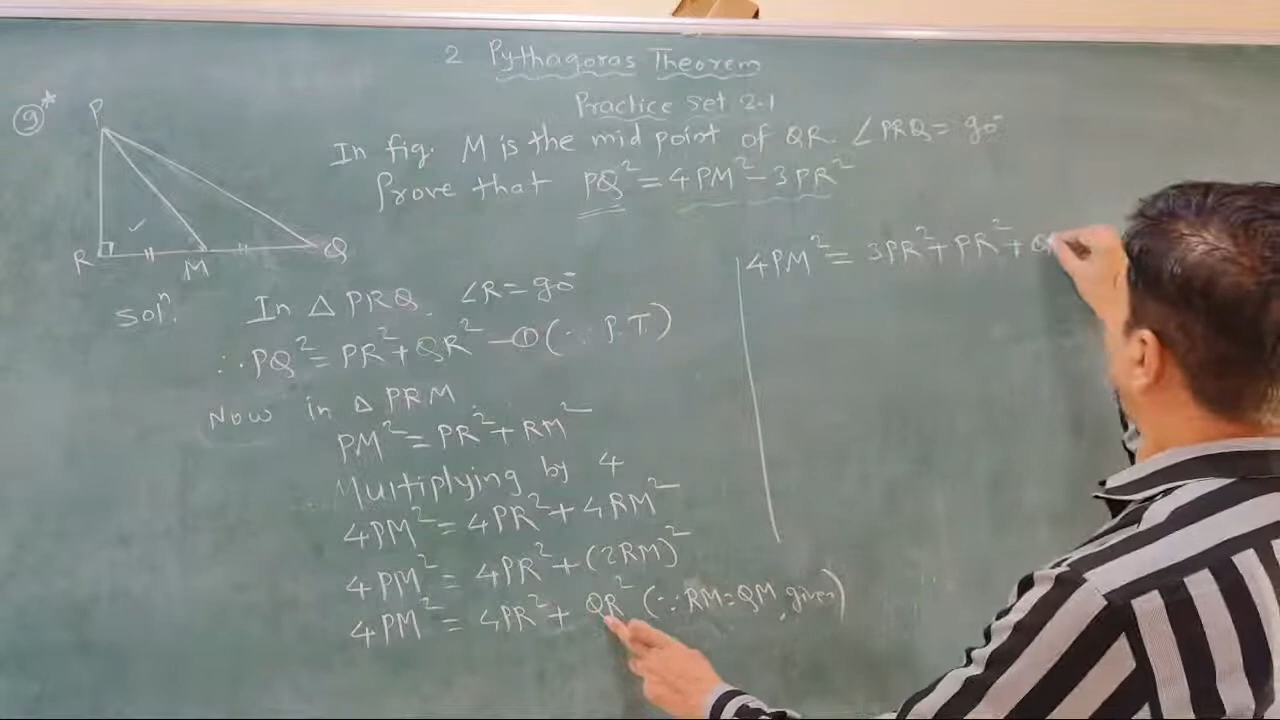 2 Pythagoras Theorem
Practice Set 2.1
9*
In fig. M is the mid point of QR. ∠PRQ = 90°
Prove that PQ² = 4PM² - 3PR²
P
R
M
Q
Solⁿ. In △ PRQ. ∠R = 90°
∴ PQ² = PR² + QR² — ① (∵ P.T.)
Now in △ PRM
PM² = PR² + RM²
Multiplying by 4
4PM² = 4PR² + 4RM²
4PM² = 4PR² + (2RM)²
4PM² = 4PR² + QR² (∵ RM = QM, given)
4PM² = 3PR² + PR² + Q